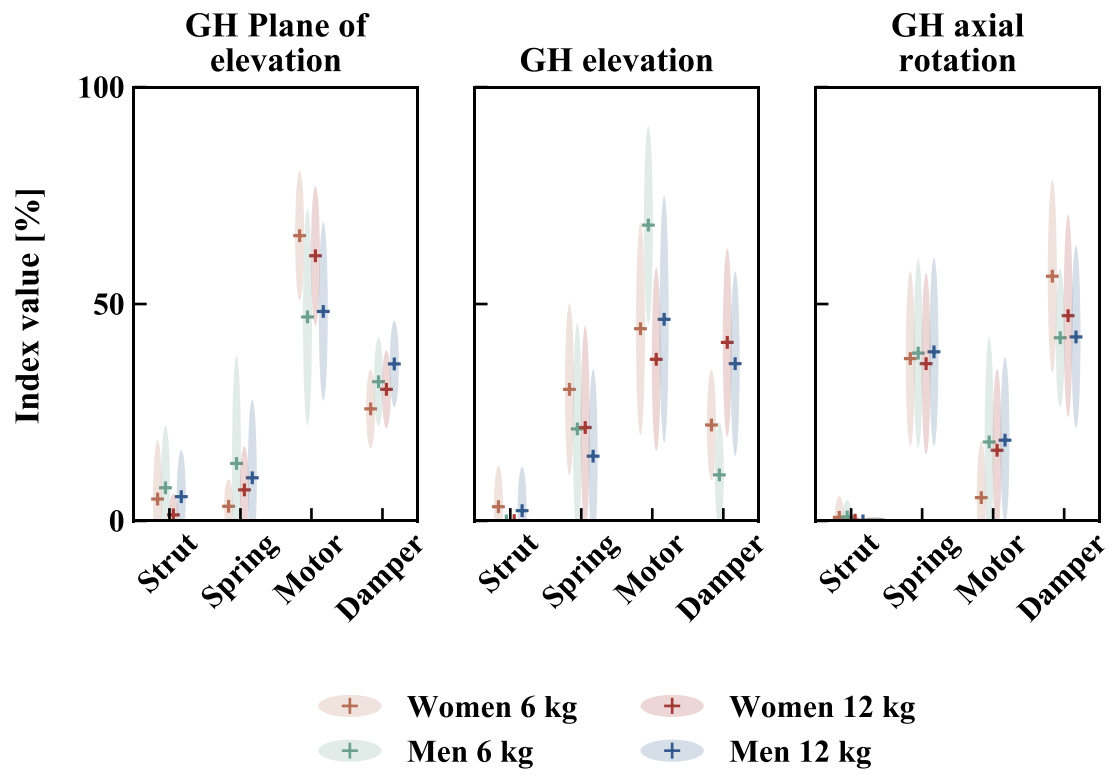 GH Plane of
elevation
GH elevation
GH axial
rotation
Index value [%]
100
50
0
Strut
Spring
Motor
Damper
Strut
Spring
Motor
Damper
Strut
Spring
Motor
Damper
Women 6 kg
Women 12 kg
Men 6 kg
Men 12 kg